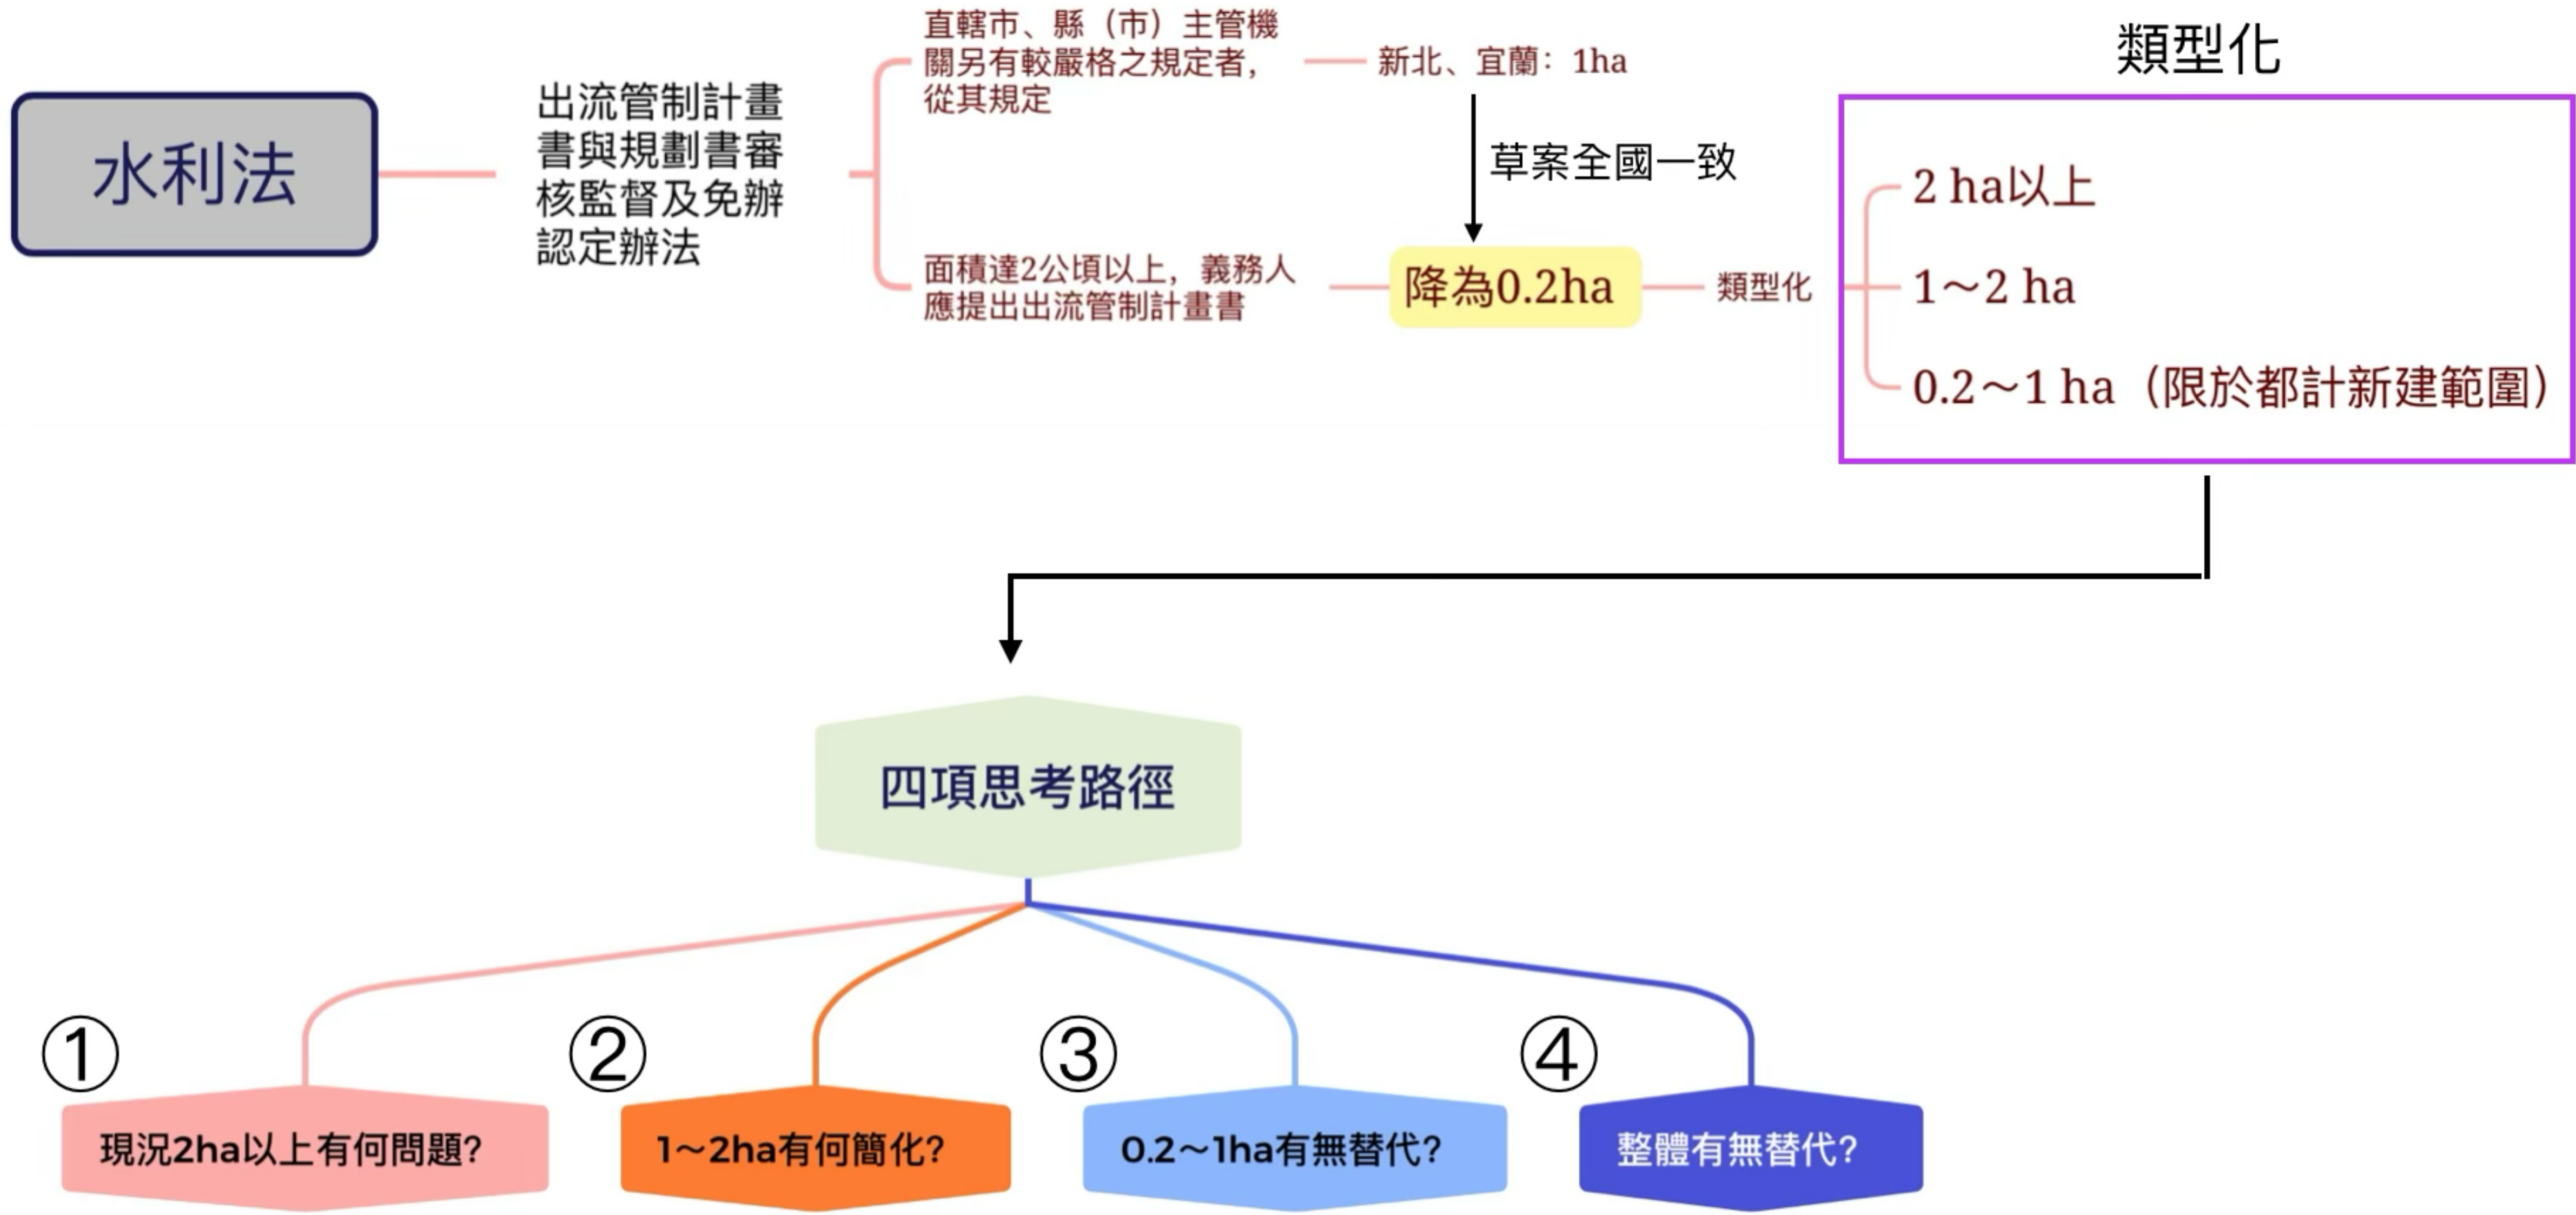 水利法
出流管制計畫
書與規劃書審
核監督及免辦
認定辦法
直轄市、縣（市）主管機
關另有較嚴格之規定者，
從其規定
新北、宜蘭：1ha
草案全國一致
面積達2公頃以上，義務人
應提出出流管制計畫書
降為0.2ha
類型化
類型化
2 ha以上
1～2 ha
0.2～1 ha（限於都計新建範圍）
四項思考路徑
①
現況2ha以上有何問題?
②
1～2ha有何簡化?
③
0.2～1ha有無替代?
④
整體有無替代?